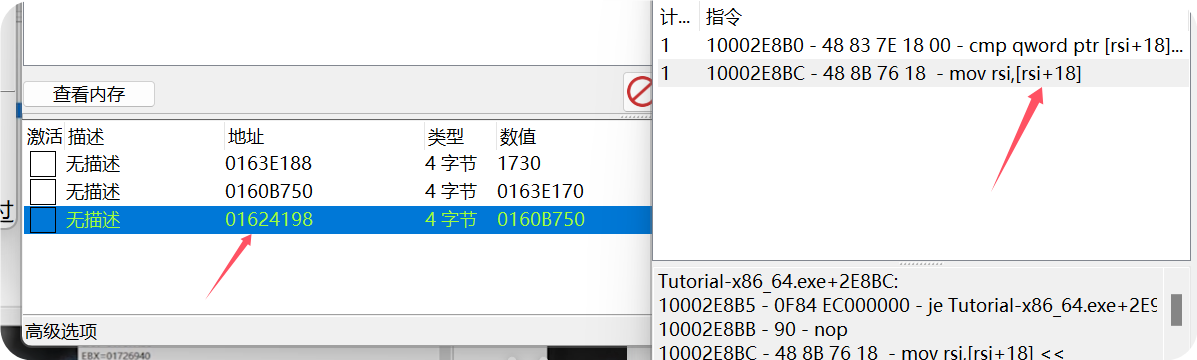 查看内存
激活 描述 地址 类型 数值
无描述 0163E188 4 字节 1730
无描述 0160B750 4 字节 0163E170
无描述 01624198 4 字节 0160B750
过
高级选项
EBX=01726940
计... 指令
1 10002E8B0 - 48 83 7E 18 00 - cmp qword ptr [rsi+18]...
1 10002E8BC - 48 8B 76 18 - mov rsi,[rsi+18]
Tutorial-x86_64.exe+2E8BC:
10002E8B5 - 0F84 EC000000 - je Tutorial-x86_64.exe+2E9
10002E8BB - 90 - nop
10002E8BC - 48 8B 76 18 - mov rsi,[rsi+18] <<